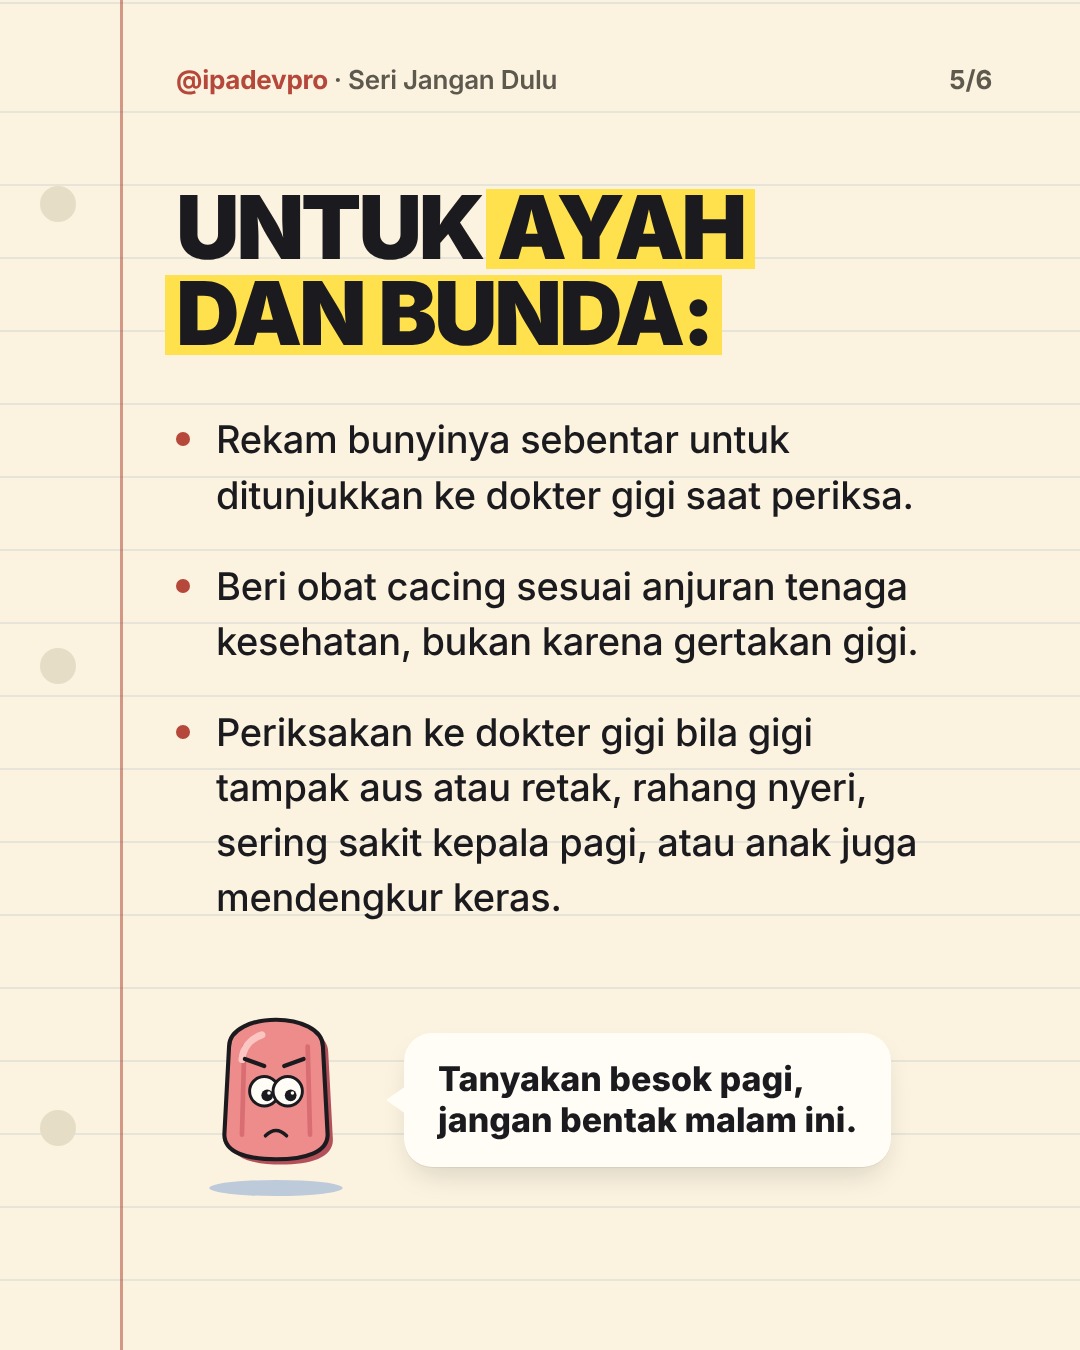 @ipadevpro · Seri Jangan Dulu
5/6
UNTUK AYAH
DAN BUNDA:
• Rekam bunyinya sebentar untuk
ditunjukkan ke dokter gigi saat periksa.
• Beri obat cacing sesuai anjuran tenaga
kesehatan, bukan karena gertakan gigi.
• Periksakan ke dokter gigi bila gigi
tampak aus atau retak, rahang nyeri,
sering sakit kepala pagi, atau anak juga
mendengkur keras.
Tanyakan besok pagi,
jangan bentak malam ini.